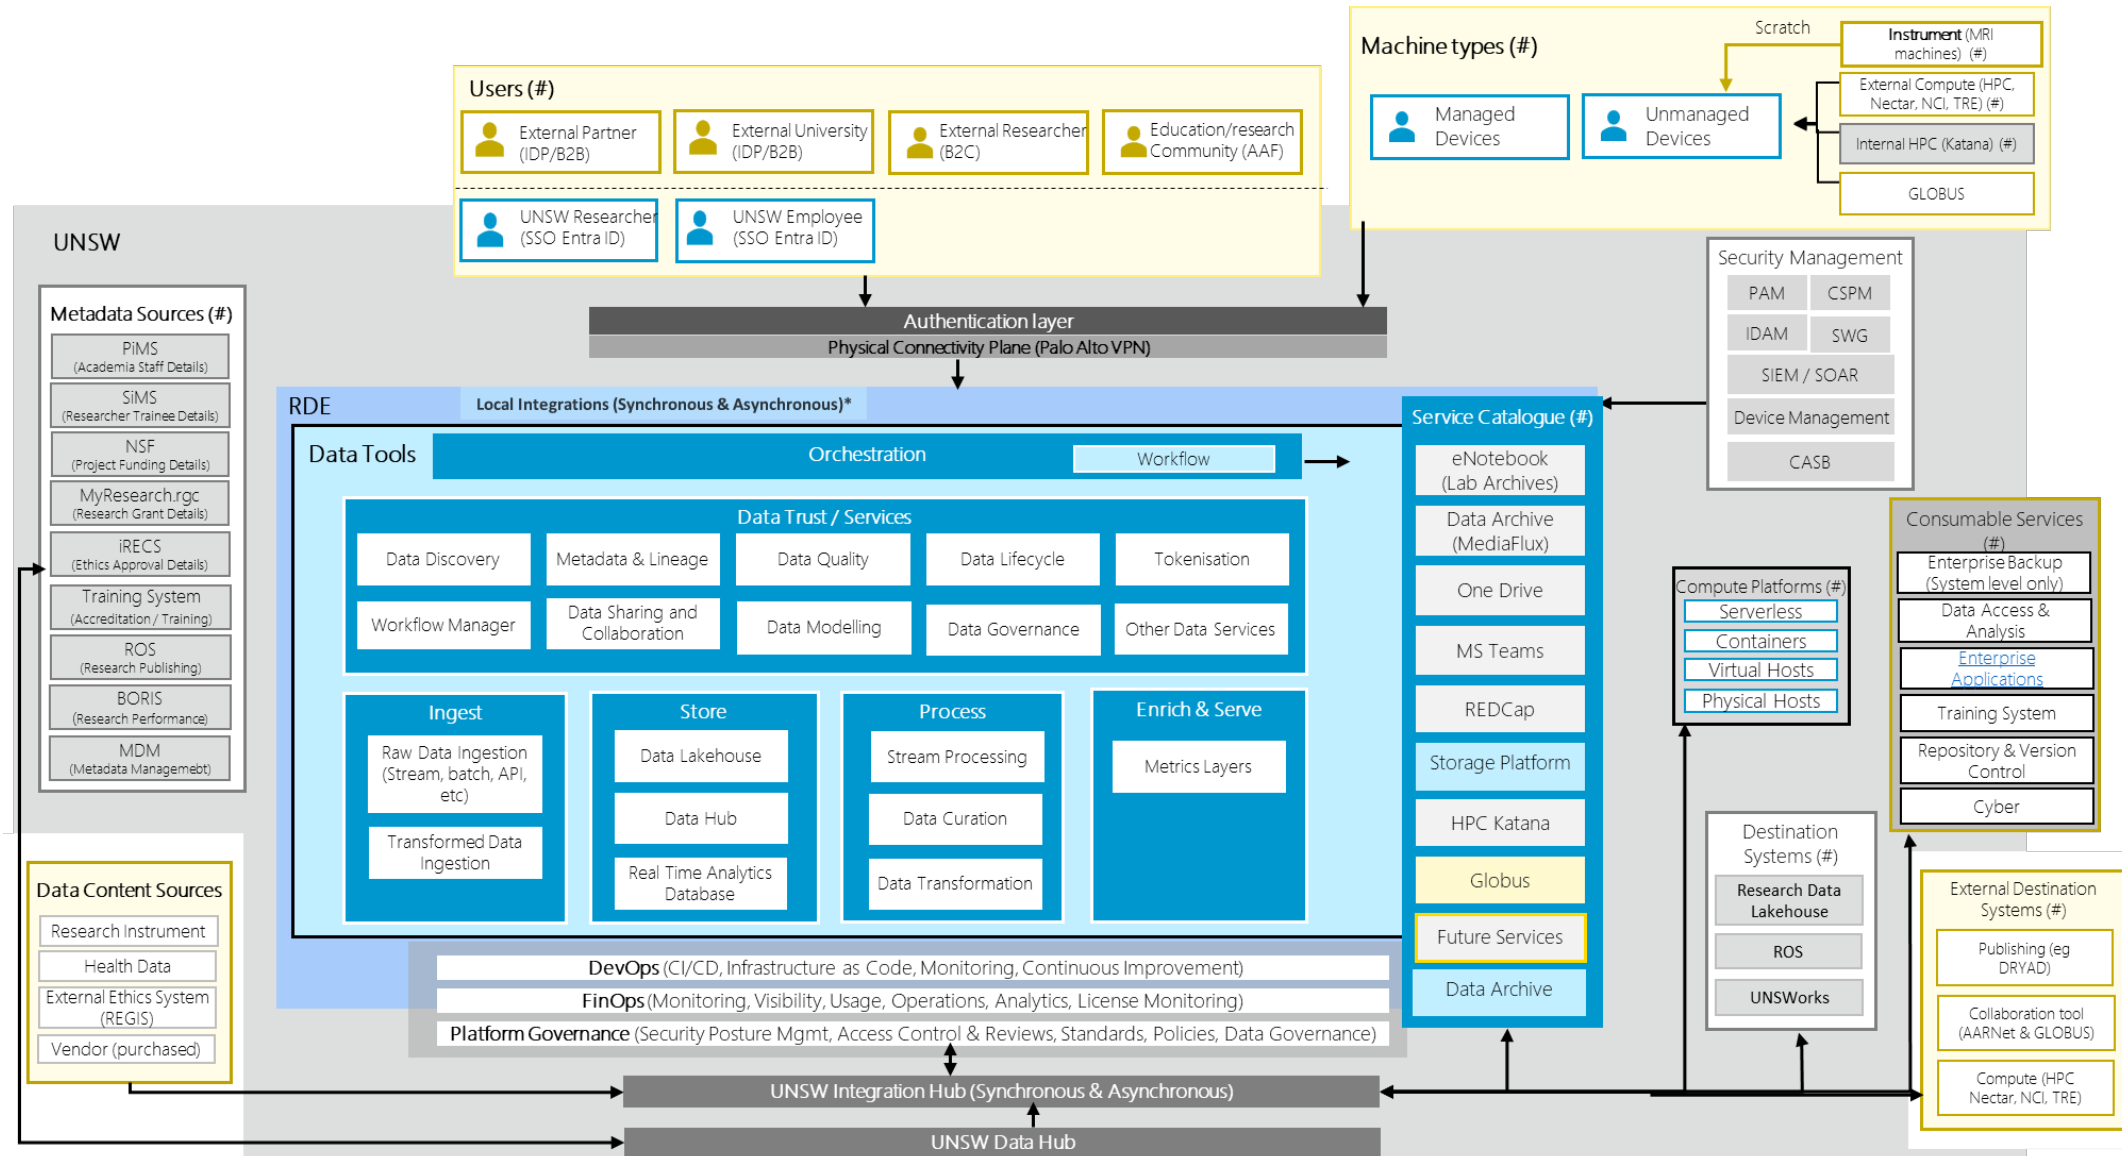 Machine types (#)
Scratch
Instrument (MRI
machines) (#)
External Compute (HPC,
Nectar, NCI, TRE) (#)
Internal HPC (Katana) (#)
GLOBUS
Managed
Devices
Unmanaged
Devices
Users (#)
External Partner
(IDP/B2B)
External University
(IDP/B2B)
External Researcher
(B2C)
Education/research
Community (AAF)
UNSW Researcher
(SSO Entra ID)
UNSW Employee
(SSO Entra ID)
UNSW
Authentication layer
Physical Connectivity Plane (Palo Alto VPN)
Metadata Sources (#)
PiMS
(Academia Staff Details)
SiMS
(Researcher Trainee Details)
NSF
(Project Funding Details)
MyResearch.rgc
(Research Grant Details)
iRECS
(Ethics Approval Details)
Training System
(Accreditation / Training)
ROS
(Research Publishing)
BORIS
(Research Performance)
MDM
(Metadata Managemebt)
Data Content Sources
Research Instrument
Health Data
External Ethics System
(REGIS)
Vendor (purchased)
RDE
Local Integrations (Synchronous & Asynchronous)*
Data Tools
Orchestration
Workflow
Data Trust / Services
Data Discovery
Metadata & Lineage
Data Quality
Data Lifecycle
Tokenisation
Workflow Manager
Data Sharing and
Collaboration
Data Modelling
Data Governance
Other Data Services
Ingest
Raw Data Ingestion
(Stream, batch, API,
etc)
Transformed Data
Ingestion
Store
Data Lakehouse
Data Hub
Real Time Analytics
Database
Process
Stream Processing
Data Curation
Data Transformation
Enrich & Serve
Metrics Layers
DevOps (CI/CD, Infrastructure as Code, Monitoring, Continuous Improvement)
FinOps (Monitoring, Visibility, Usage, Operations, Analytics, License Monitoring)
Platform Governance (Security Posture Mgmt, Access Control & Reviews, Standards, Policies, Data Governance)
UNSW Integration Hub (Synchronous & Asynchronous)
UNSW Data Hub
Service Catalogue (#)
eNotebook
(Lab Archives)
Data Archive
(MediaFlux)
One Drive
MS Teams
REDCap
Storage Platform
HPC Katana
Globus
Future Services
Data Archive
Security Management
PAM
CSPM
IDAM
SWG
SIEM / SOAR
Device Management
CASB
Compute Platforms (#)
Serverless
Containers
Virtual Hosts
Physical Hosts
Consumable Services
(#)
Enterprise Backup
(System level only)
Data Access &
Analysis
Enterprise
Applications
Training System
Repository & Version
Control
Cyber
Destination
Systems (#)
Research Data
Lakehouse
ROS
UNSWorks
External Destination
Systems (#)
Publishing (eg
DRYAD)
Collaboration tool
(AARNet & GLOBUS)
Compute (HPC
Nectar, NCI, TRE)